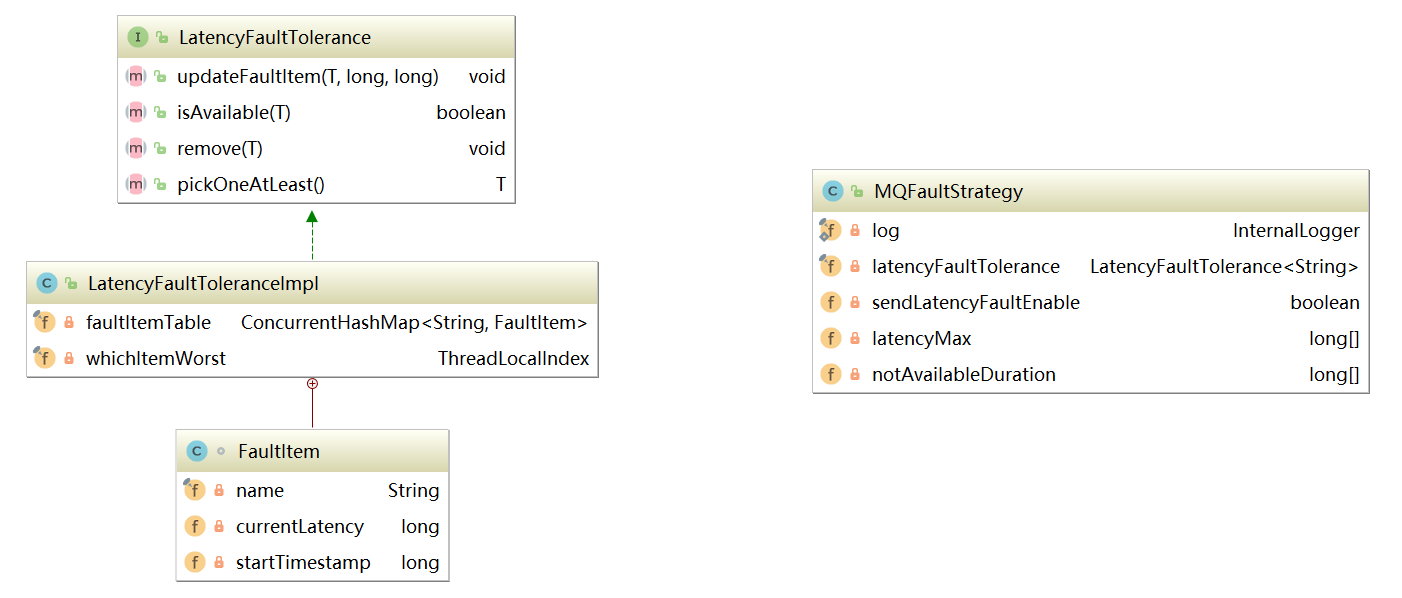 I LatencyFaultTolerance
m updateFaultItem(T, long, long) void
m isAvailable(T) boolean
m remove(T) void
m pickOneAtLeast() T
C LatencyFaultToleranceImpl
f faultItemTable ConcurrentHashMap<String, FaultItem>
f whichItemWorst ThreadLocalIndex
C FaultItem
f name String
f currentLatency long
f startTimestamp long
C MQFaultStrategy
f log InternalLogger
f latencyFaultTolerance LatencyFaultTolerance<String>
f sendLatencyFaultEnable boolean
f latencyMax long[]
f notAvailableDuration long[]